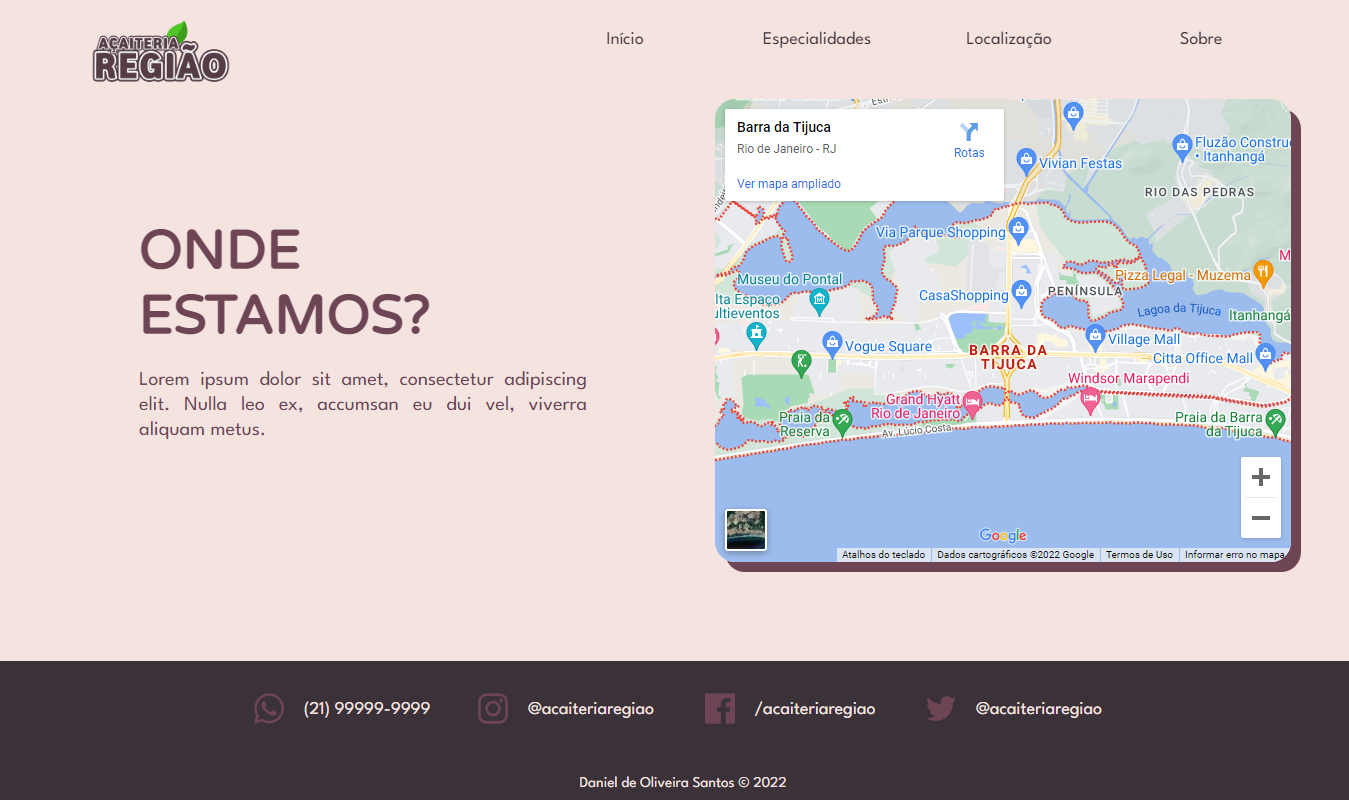 AÇAITERIA
REGIÃO
Início
Especialidades
Localização
Sobre
ONDE
ESTAMOS?
Lorem ipsum dolor sit amet, consectetur adipiscing
elit. Nulla leo ex, accumsan eu dui vel, viverra
aliquam metus.
Barra da Tijuca
Rio de Janeiro - RJ
Rotas
Ver mapa ampliado
Vivian Festas
Fluzão Constru
• Itanhangá
RIO DAS PEDRAS
Via Parque Shopping
Museu do Pontal
Pizza Legal - Muzema
lta Espaço
ultieventos
CasaShopping
PENÍNSULA
Lagoa da Tijuca
Itanhangá
Vogue Square
Village Mall
BARRA DA
TIJUCA
Citta Office Mall
Windsor Marapendi
Grand Hyatt
Rio de Janeiro
Praia da
Reserva
Av. Lúcio Costa
Praia da Barra
da Tijuca
Google
Atalhos do teclado
Dados cartográficos ©2022 Google
Termos de Uso
Informar erro no mapa
(21) 99999-9999
@acaiteriaregiao
/acaiteriaregiao
@acaiteriaregiao
Daniel de Oliveira Santos © 2022